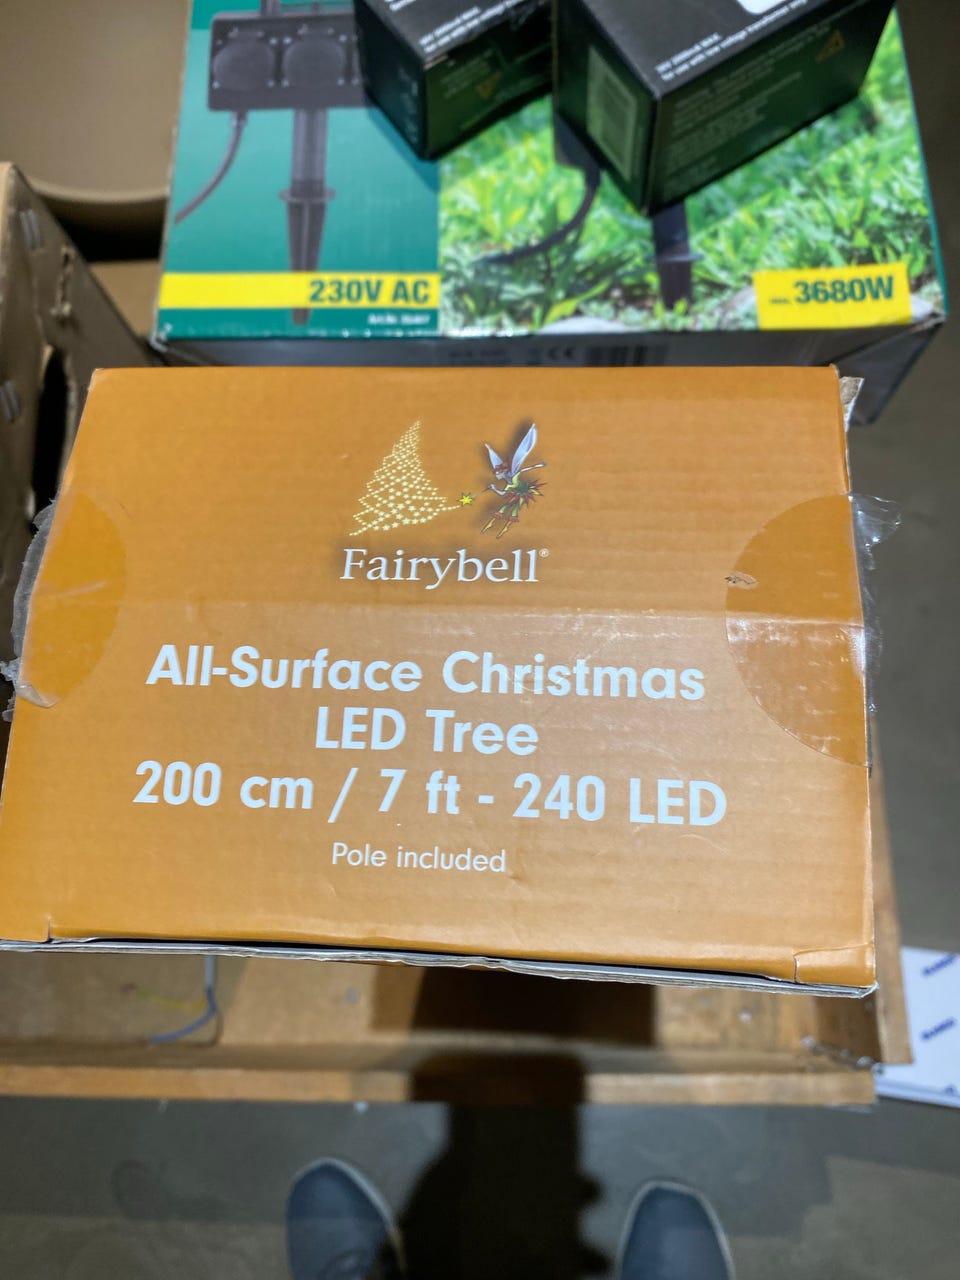 230V AC
3680W
Fairybell®
All-Surface Christmas
LED Tree
200 cm / 7 ft - 240 LED
Pole included